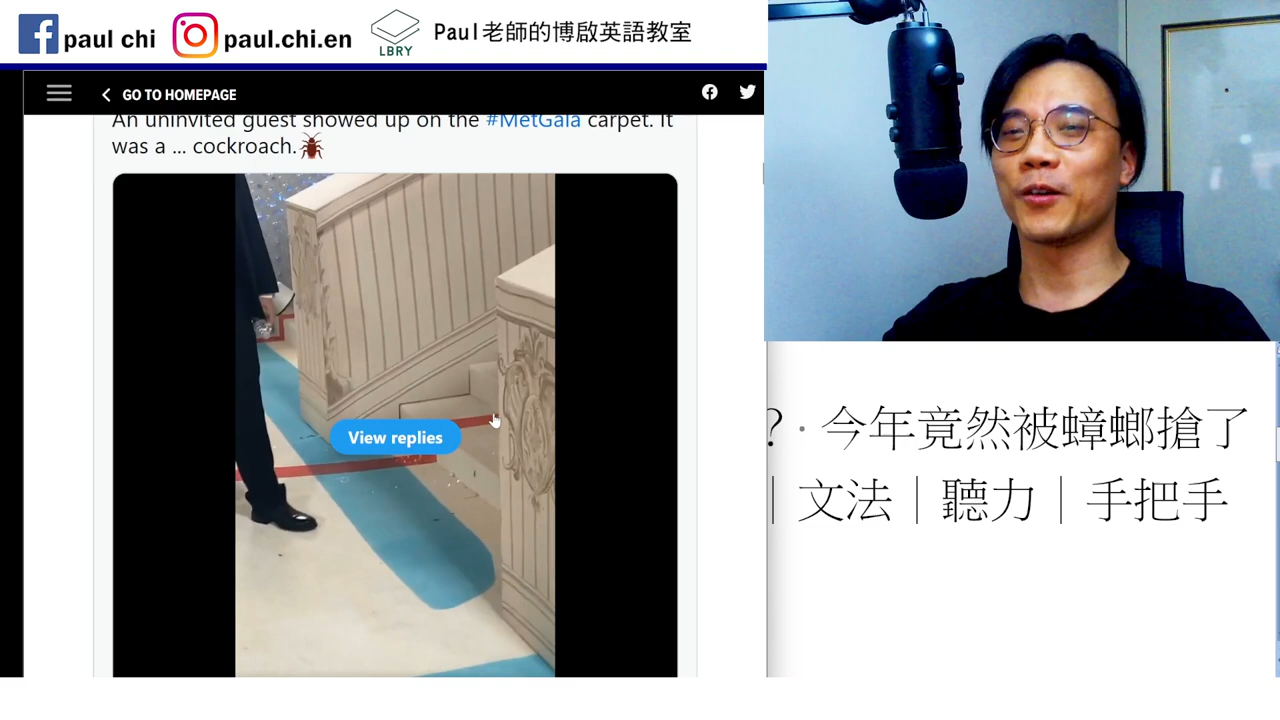 paul chi
paul.chi.en
LBRY
Paul老師的博啟英語教室
GO TO HOMEPAGE
An uninvited guest showed up on the #MetGala carpet. It
was a ... cockroach.
View replies
？· 今年竟然被蟑螂搶了
｜文法｜聽力｜手把手